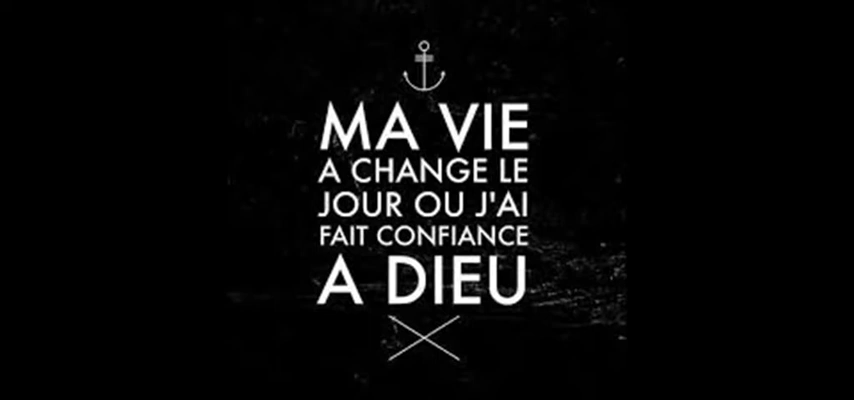 MA VIE
A CHANGE LE
JOUR OU J'AI
FAIT CONFIANCE
A DIEU